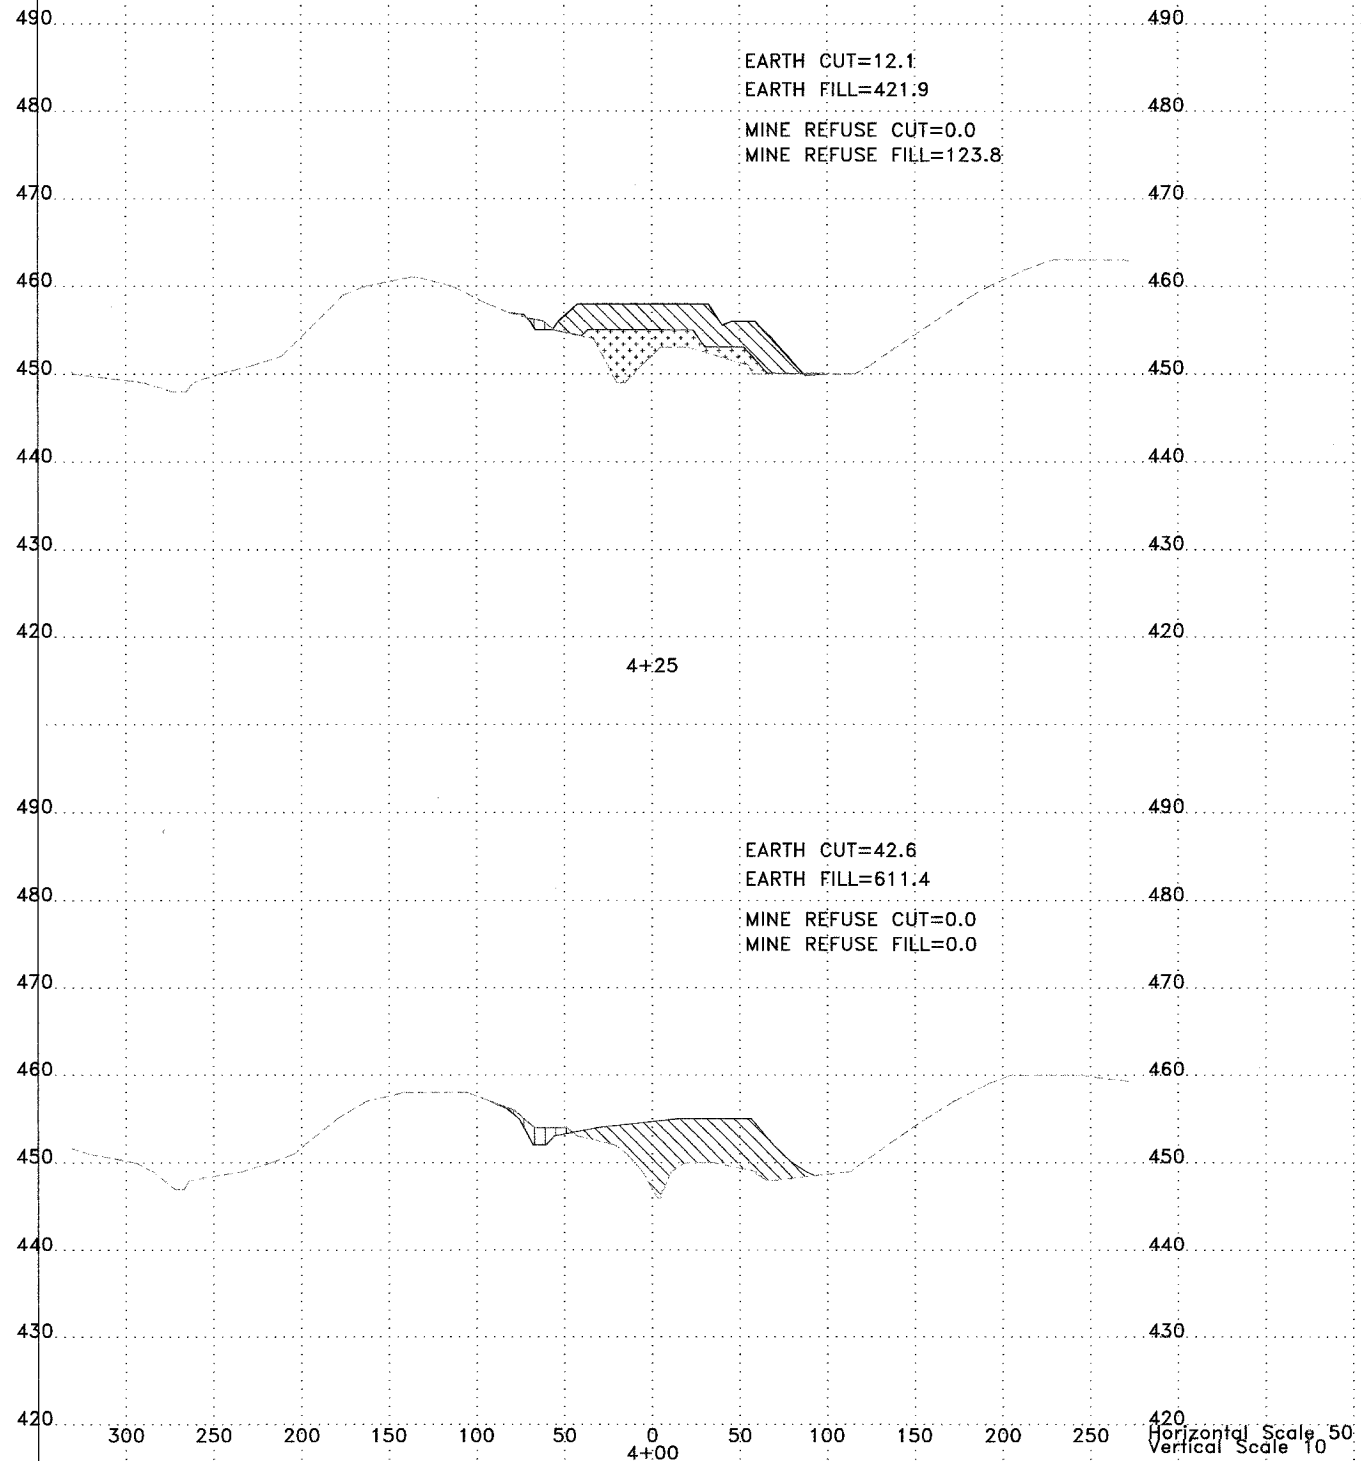 490 490
EARTH CUT=12.1
EARTH FILL=421.9
480 480
MINE REFUSE CUT=0.0
MINE REFUSE FILL=123.8
470 470
460 460
450 450
440 440
430 430
420 420
4+25
490 490
EARTH CUT=42.6
EARTH FILL=611.4
480 480
MINE REFUSE CUT=0.0
MINE REFUSE FILL=0.0
470 470
460 460
450 450
440 440
430 430
420 420
300 250 200 150 100 50 0 50 100 150 200 250 Horizontal Scale 50
4+00 Vertical Scale 10